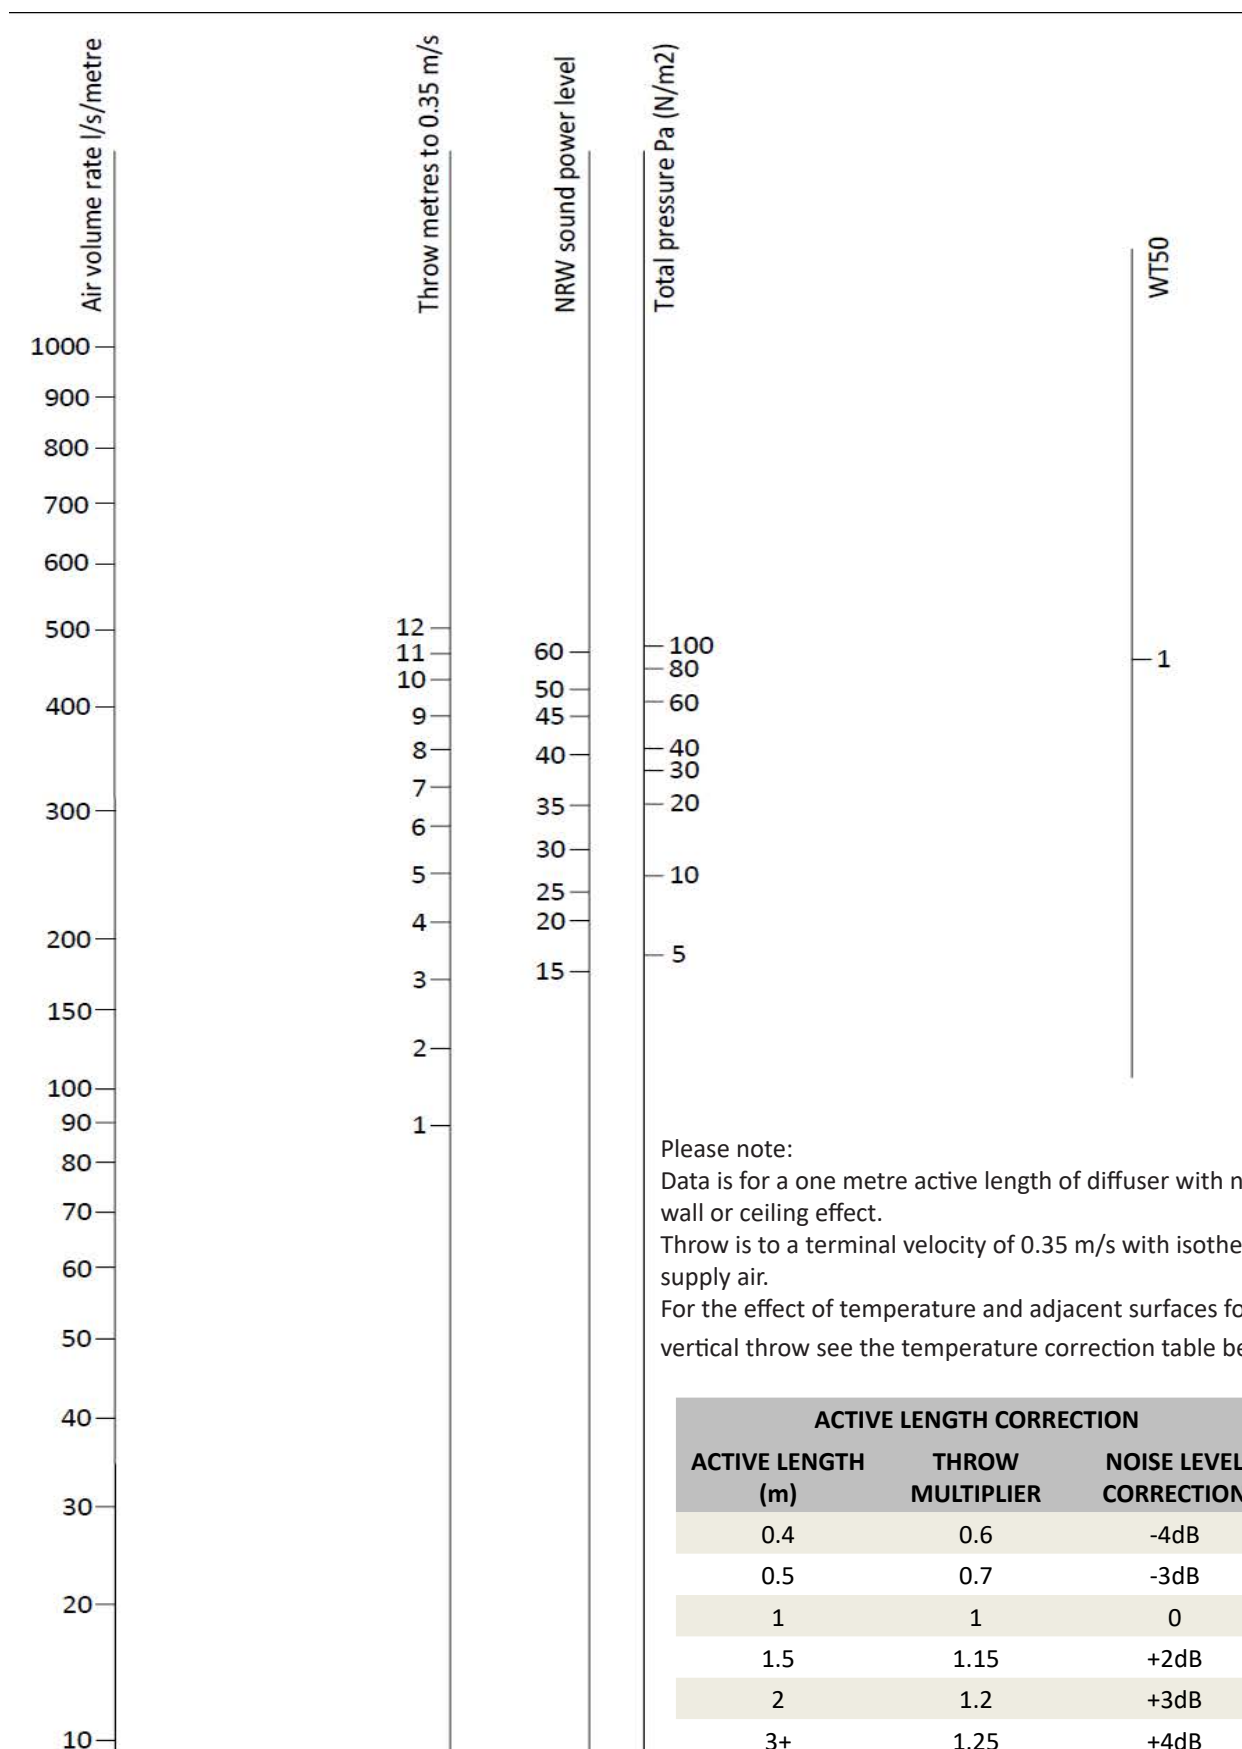 Air volume rate l/s/metre
Throw metres to 0.35 m/s
NRW sound power level
Total pressure Pa (N/m2)
WT50
1000
900
800
700
600
500
400
300
200
150
100
90
80
70
60
50
40
30
20
10
12
11
10
9
8
7
6
5
4
3
2
1
60
50
45
40
35
30
25
20
15
100
80
60
40
30
20
10
5
1
Please note:
Data is for a one metre active length of diffuser with n
wall or ceiling effect.
Throw is to a terminal velocity of 0.35 m/s with isothe
supply air.
For the effect of temperature and adjacent surfaces fo
vertical throw see the temperature correction table be
ACTIVE LENGTH CORRECTION
ACTIVE LENGTH (m) THROW MULTIPLIER NOISE LEVEL CORRECTION
0.4 0.6 -4dB
0.5 0.7 -3dB
1 1 0
1.5 1.15 +2dB
2 1.2 +3dB
3+ 1.25 +4dB